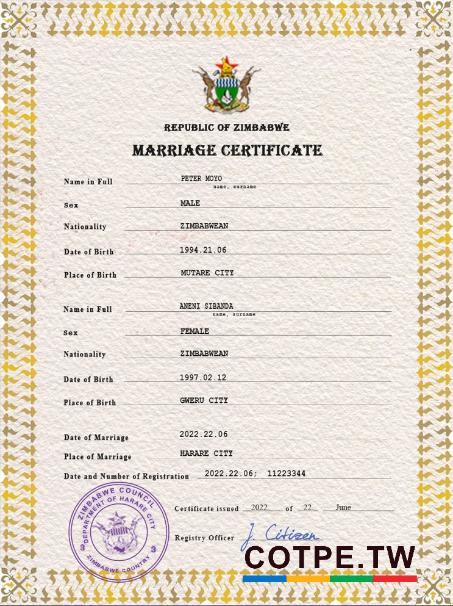 REPUBLIC OF ZIMBABWE
MARRIAGE CERTIFICATE
Name in Full PETER MOYO
name, surname
Sex MALE
Nationality ZIMBABWEAN
Date of Birth 1994.21.06
Place of Birth MUTARE CITY
Name in Full ANENI SIBANDA
name, surname
Sex FEMALE
Nationality ZIMBABWEAN
Date of Birth 1997.02.12
Place of Birth GWERU CITY
Date of Marriage 2022.22.06
Place of Marriage HARARE CITY
Date and Number of Registration 2022.22.06; 11223344
ZIMBABWE COUNCIL
DEPARTMENT OF HARARE CITY
ZIMBABWE COUNTRY
Certificate issued 2022 of 22 June
Registry Officer J. Citizen
COTPE.TW